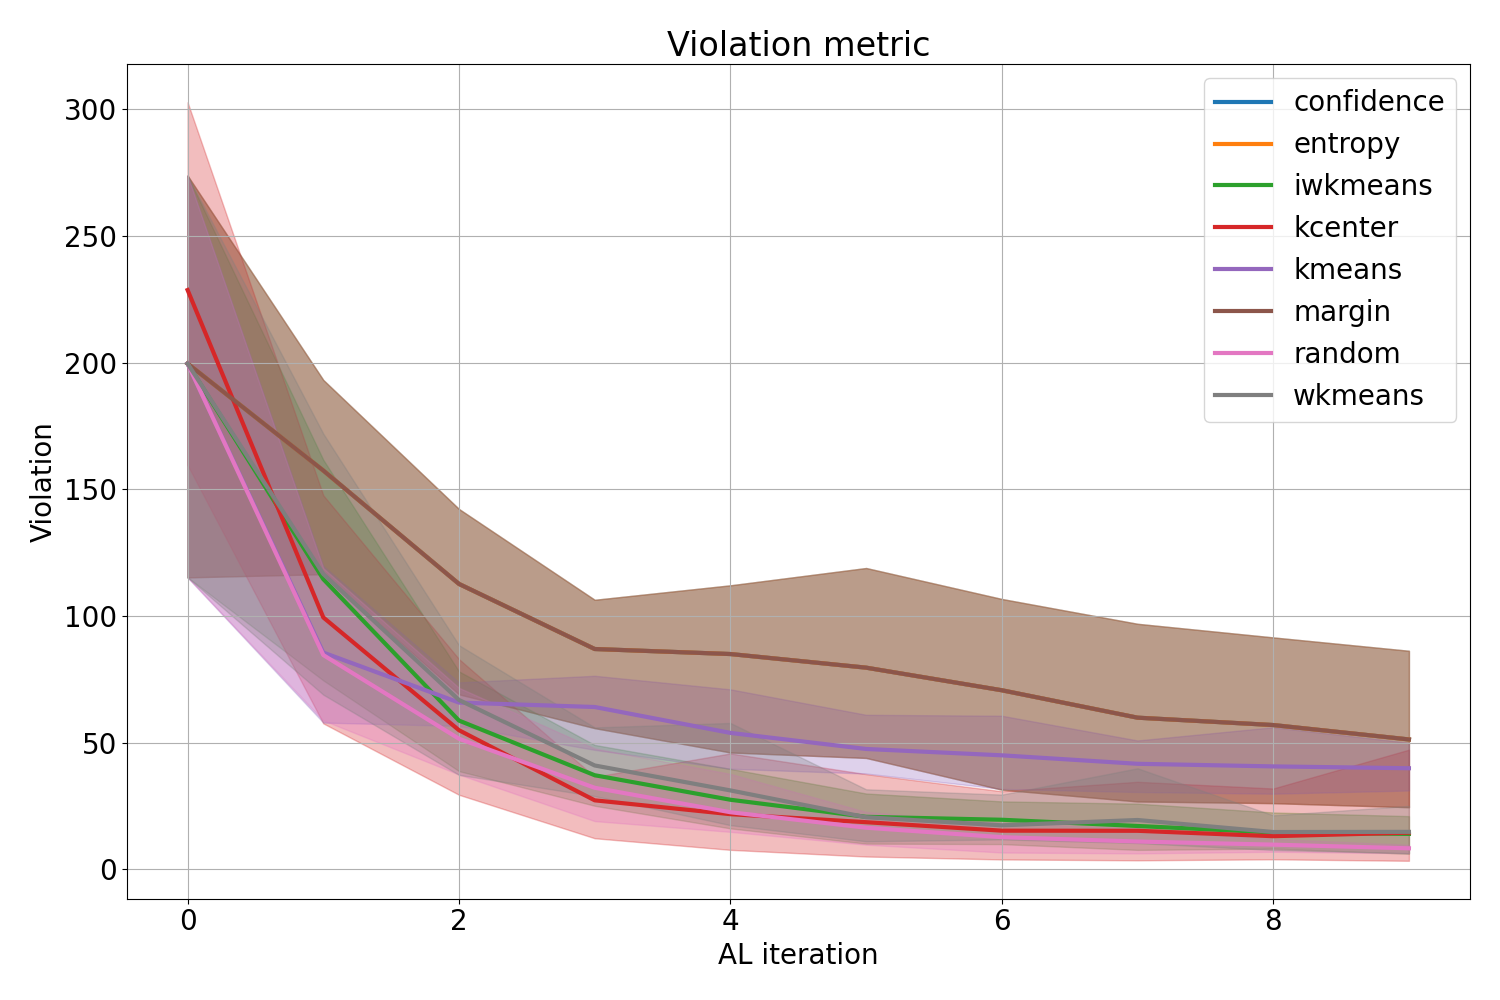 Violation metric
300
250
200
150
100
50
0
Violation
0 2 4 6 8
AL iteration
confidence
entropy
iwkmeans
kcenter
kmeans
margin
random
wkmeans